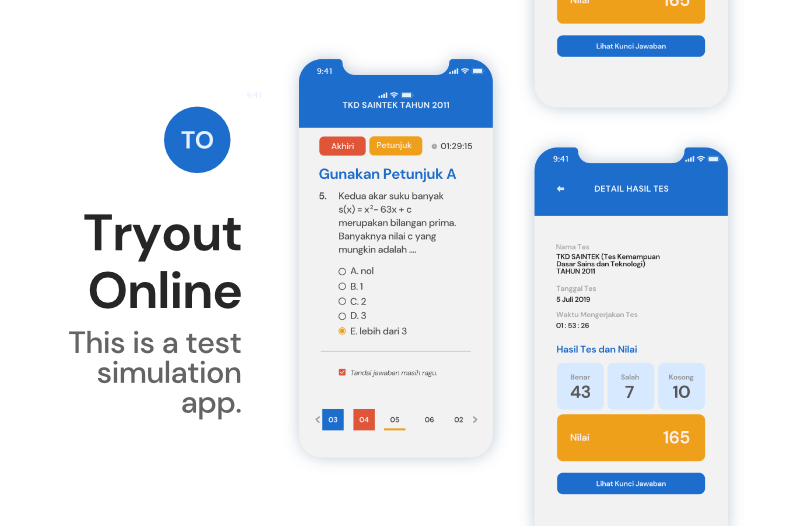 TO
Tryout
Online
This is a test
simulation
app.
9:41
9:41
TKD SAINTEK TAHUN 2011
Akhiri
Petunjuk
01:29:15
Gunakan Petunjuk A
5. Kedua akar suku banyak
s(x) = x²- 63x + c
merupakan bilangan prima.
Banyaknya nilai c yang
mungkin adalah ....
A. nol
B. 1
C. 2
D. 3
E. lebih dari 3
Tandai jawaban masih ragu.
< 03 04 05 06 02 >
Nilai 165
Lihat Kunci Jawaban
9:41
DETAIL HASIL TES
Nama Tes
TKD SAINTEK (Tes Kemampuan
Dasar Sains dan Teknologi)
TAHUN 2011
Tanggal Tes
5 Juli 2019
Waktu Mengerjakan Tes
01 : 53 : 26
Hasil Tes dan Nilai
Benar Salah Kosong
43 7 10
Nilai 165
Lihat Kunci Jawaban